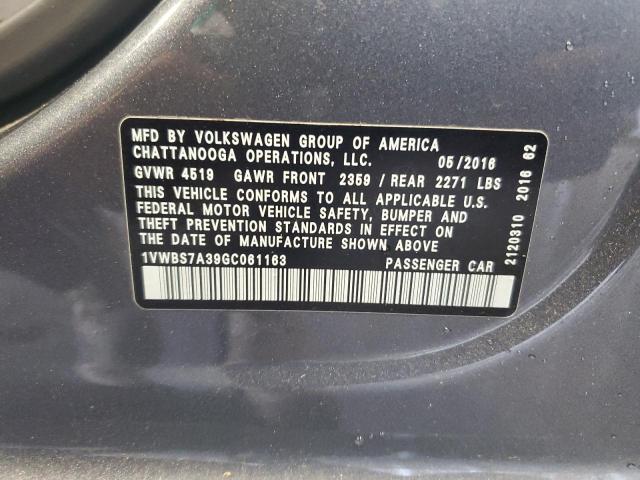 MFD BY VOLKSWAGEN GROUP OF AMERICA
CHATTANOOGA OPERATIONS, LLC. 05/2016
GVWR 4519 GAWR FRONT 2359 / REAR 2271 LBS
THIS VEHICLE CONFORMS TO ALL APPLICABLE U.S.
FEDERAL MOTOR VEHICLE SAFETY, BUMPER AND
THEFT PREVENTION STANDARDS IN EFFECT ON
THE DATE OF MANUFACTURE SHOWN ABOVE
1VWBS7A39GC061163 PASSENGER CAR
2120310 2016 62